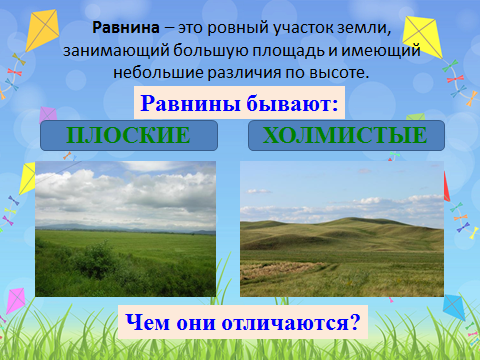 Равнина – это ровный участок земли,
занимающий большую площадь и имеющий
небольшие различия по высоте.
Равнины бывают:
ПЛОСКИЕ
ХОЛМИСТЫЕ
Чем они отличаются?